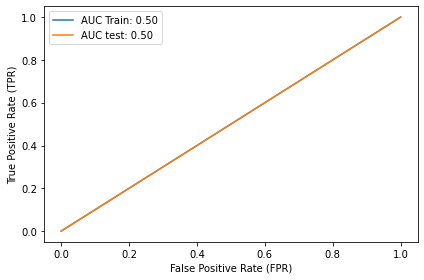 AUC Train: 0.50
AUC test: 0.50
True Positive Rate (TPR)
1.0
0.8
0.6
0.4
0.2
0.0
0.0 0.2 0.4 0.6 0.8 1.0
False Positive Rate (FPR)